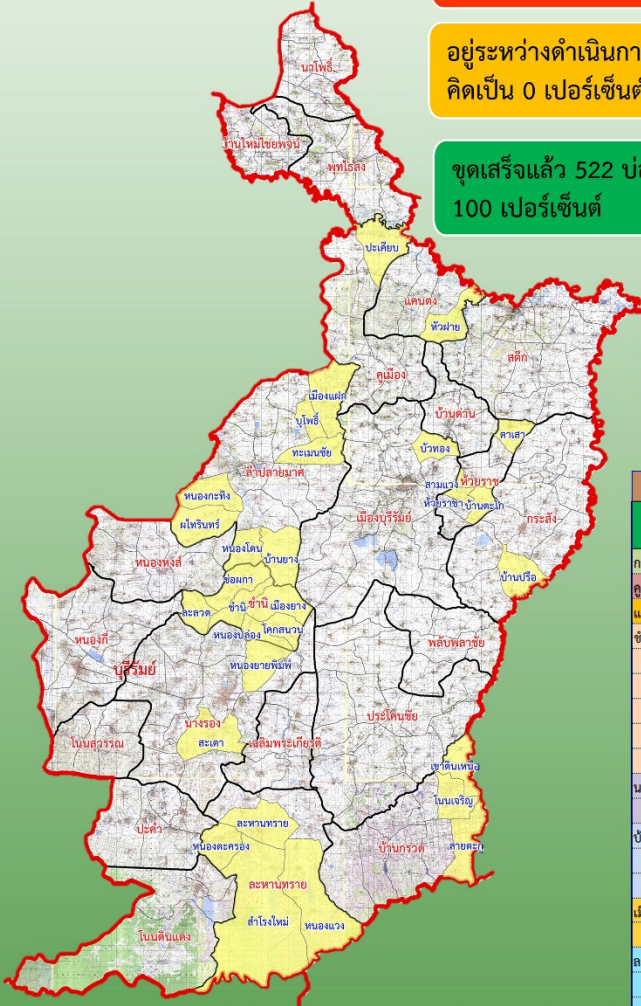 อยู่ระหว่างดำเนินกา
คิดเป็น 0 เปอร์เซ็นต์
ขุดเสร็จแล้ว 522 บ่อ
100 เปอร์เซ็นต์
นาโพธิ์
บ้านใหม่ไชยพจน์
พุทไธสง
ปะเคียบ
แคนดง
หัวฝาย
สตึก
คูเมือง
เมืองแฝก
บ้านด่าน
บุโพธิ์
บัวทอง
ตาเสา
ทะเมนชัย
ลำปลายมาศ
สามแวง
ห้วยราช
หนองกะทิง
เมืองบุรีรัมย์
ห้วยราชา
บ้านตะโก
กระสัง
ผไทรินทร์
หนองโดน
บ้านยาง
หนองหงส์
บ้านปรือ
ช่อผกา
ละลวด
ชำนิ
ชำนิ
เมืองยาง
หนองกี่
หนองปล่อง
โคกสนวน
พลับพลาชัย
บุรีรัมย์
หนองยายพิมพ์
นางรอง
ประโคนชัย
โนนสุวรรณ
สะเดา
เฉลิมพระเกียรติ
เขาดินเหนือ
โนนเจริญ
ปะคำ
ละหานทราย
หนองตะครอง
บ้านกรวด
สายตะกู
ละหานทราย
สำโรงใหม่
หนองแวง
โนนดินแดง